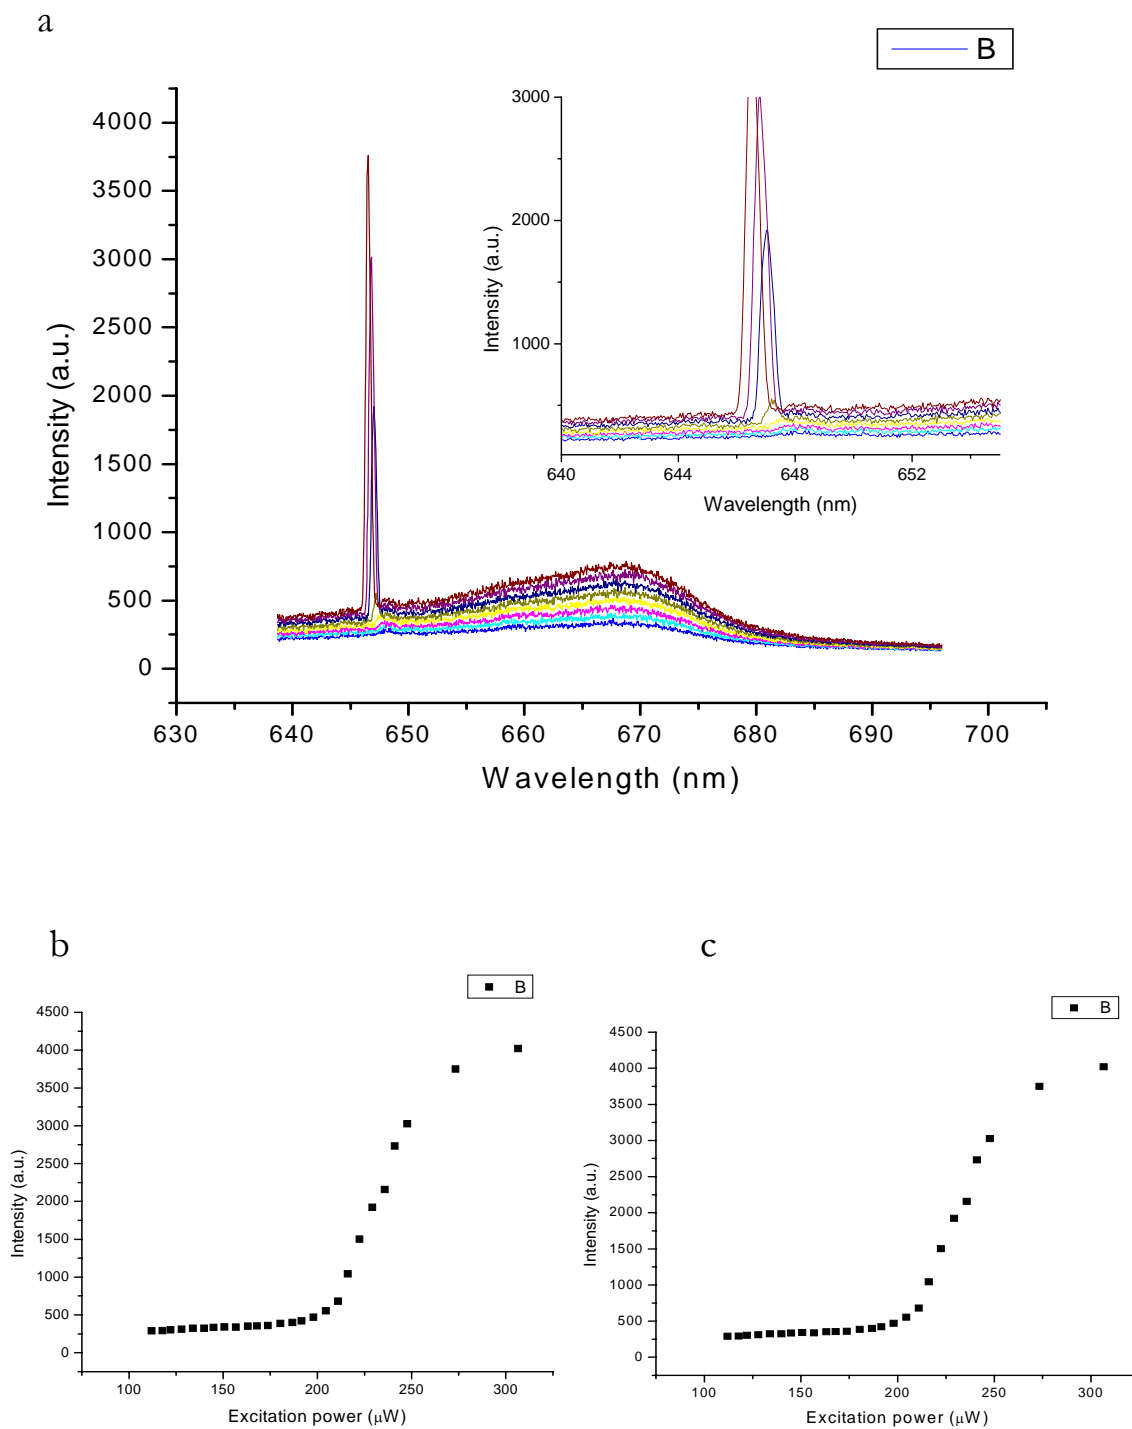 a
B
4000
3500
3000
2500
2000
1500
1000
500
0
Intensity (a.u.)
630 640 650 660 670 680 690 700
Wavelength (nm)
3000
2000
1000
Intensity (a.u.)
640 644 648 652
Wavelength (nm)
b
B
4500
4000
3500
3000
2500
2000
1500
1000
500
0
Intensity (a.u.)
100 150 200 250 300
Excitation power (μW)
c
B
4500
4000
3500
3000
2500
2000
1500
1000
500
0
Intensity (a.u.)
100 150 200 250 300
Excitation power (μW)